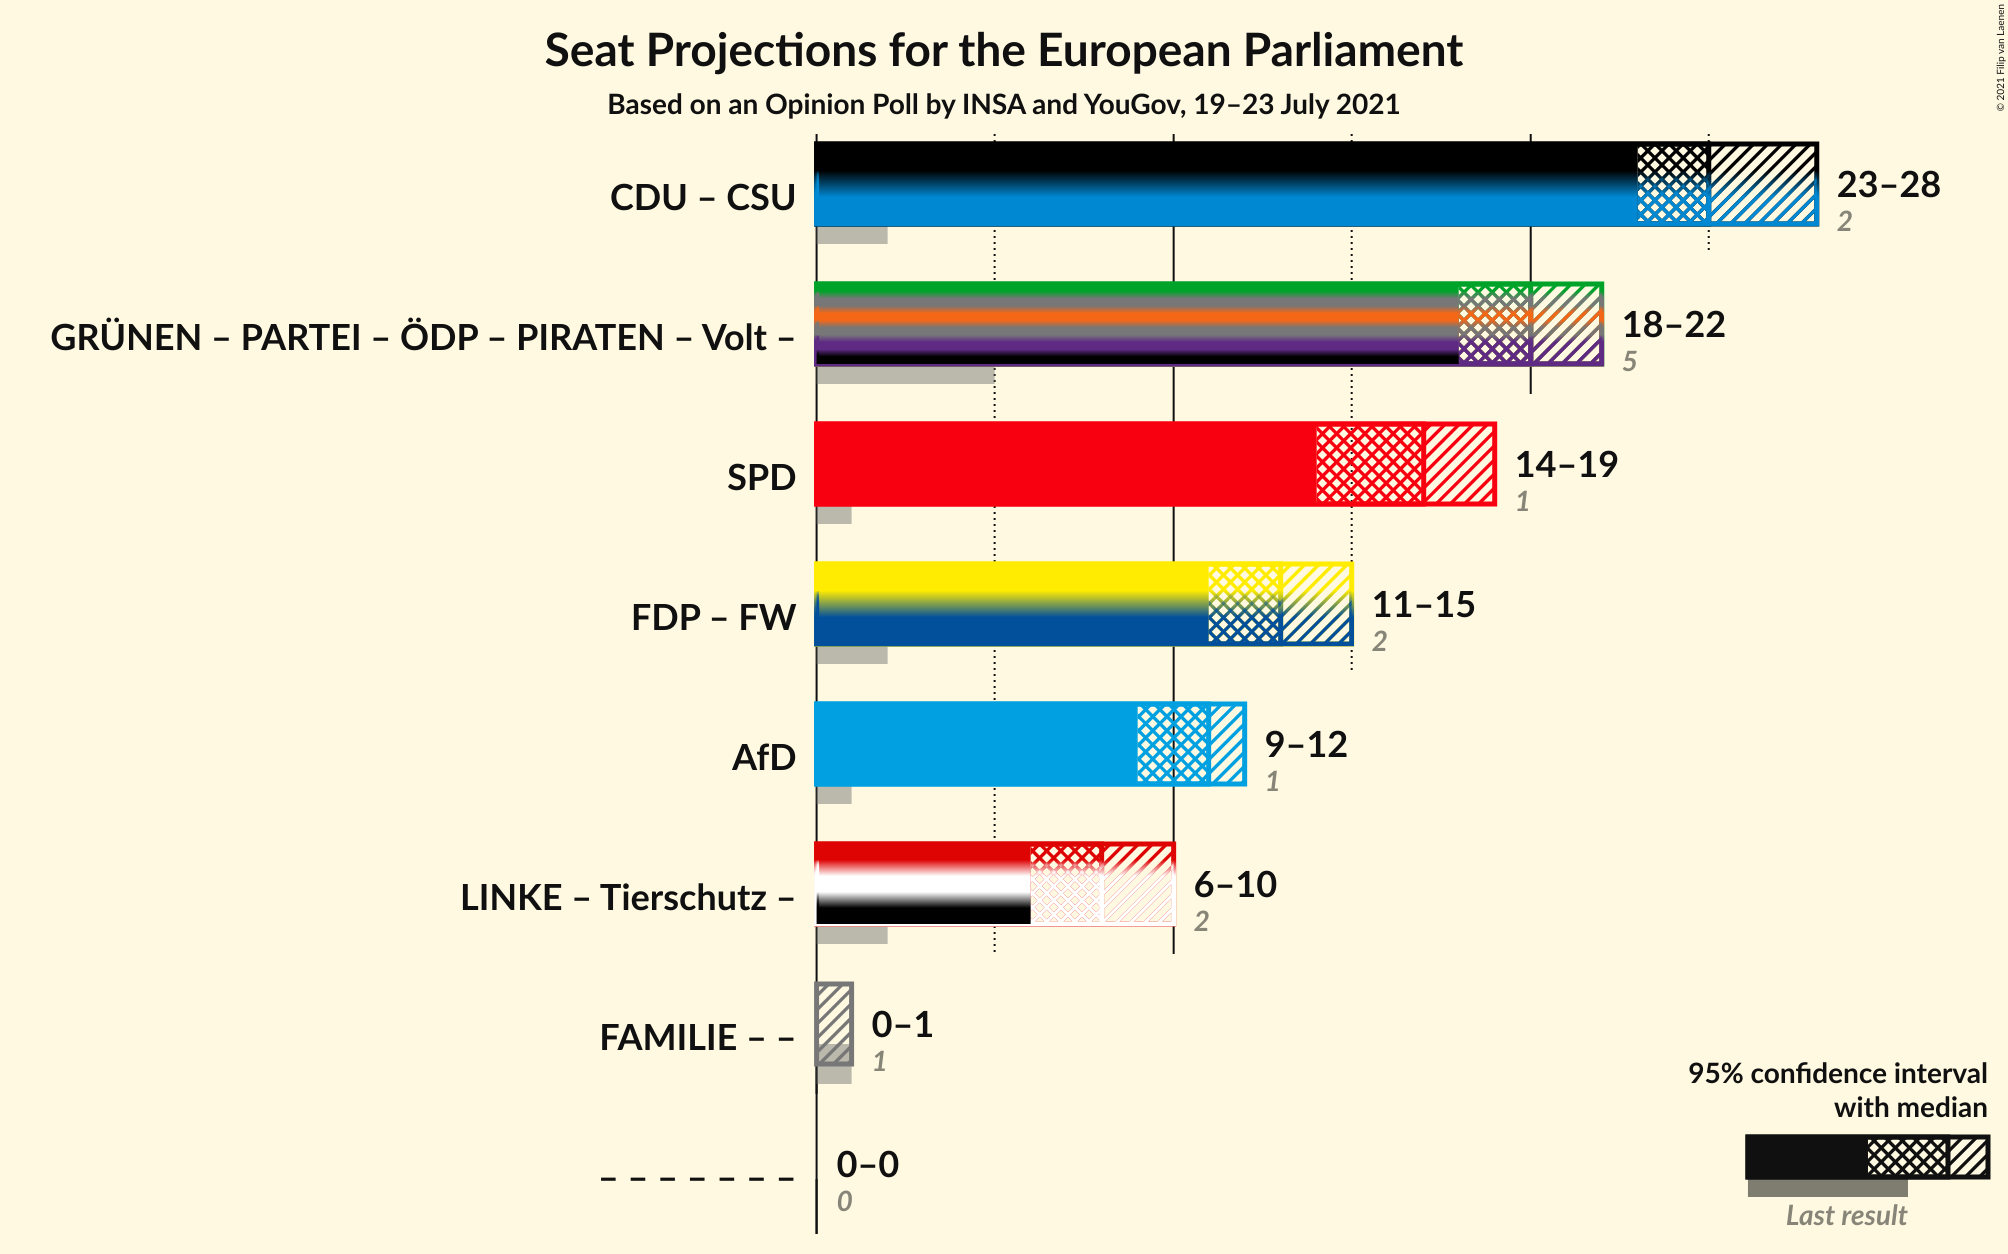 Seat Projections for the European Parliament
Based on an Opinion Poll by INSA and YouGov, 19–23 July 2021
© 2021 Filip van Laenen
CDU – CSU
23–28
2
GRÜNEN – PARTEI – ÖDP – PIRATEN – Volt –
18–22
5
SPD
14–19
1
FDP – FW
11–15
2
AfD
9–12
1
LINKE – Tierschutz –
6–10
2
FAMILIE – –
0–1
1
– – – – – – –
0–0
0
95% confidence interval
with median
Last result